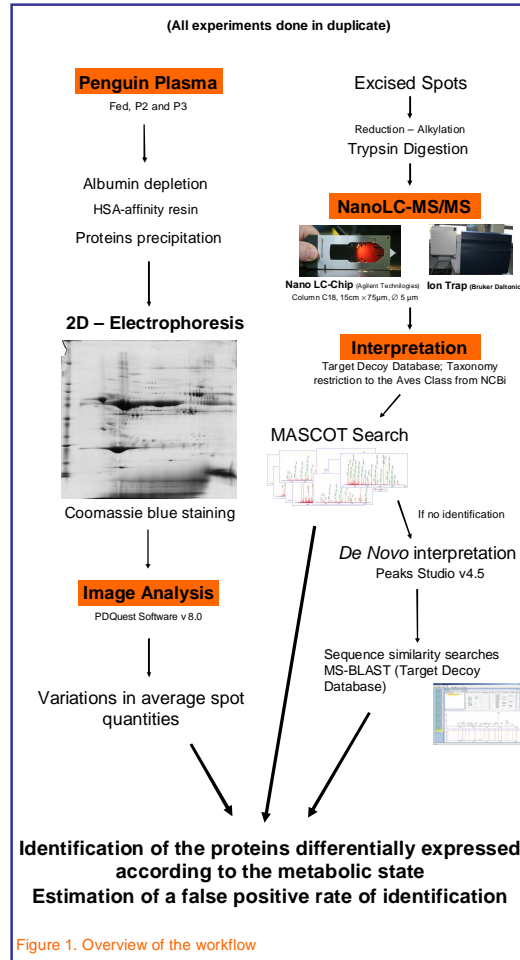 (All experiments done in duplicate)
Penguin Plasma
Fed, P2 and P3
Albumin depletion
HSA-affinity resin
Proteins precipitation
2D – Electrophoresis
Coomassie blue staining
Image Analysis
PDQuest Software v 8.0
Variations in average spot
quantities
Excised Spots
Reduction – Alkylation
Trypsin Digestion
NanoLC-MS/MS
Nano LC-Chip (Agilent Technilogies)
Column C18, 15cm × 75µm, ∅ 5 µm
Ion Trap (Bruker Daltonic
Interpretation
Target Decoy Database; Taxonomy
restriction to the Aves Class from NCBi
MASCOT Search
If no identification
De Novo interpretation
Peaks Studio v4.5
Sequence similarity searches
MS-BLAST (Target Decoy
Database)
Identification of the proteins differentially expressed
according to the metabolic state
Estimation of a false positive rate of identification
Figure 1. Overview of the workflow